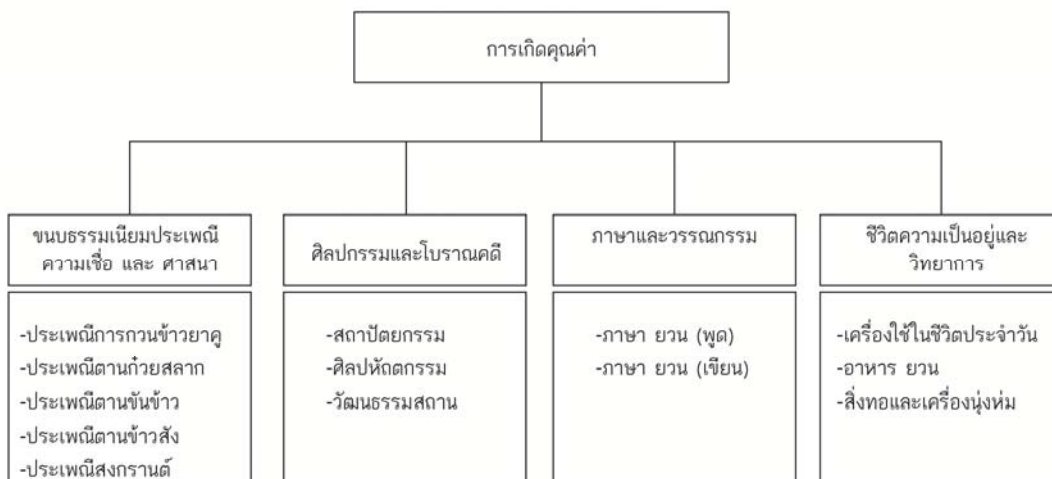 การเกิดคุณค่า
ขนบธรรมเนียมประเพณี
ความเชื่อ และ ศาสนา
-ประเพณีการกวนข้าวยาคู
-ประเพณีตานก๋วยสลาก
-ประเพณีตานขันข้าว
-ประเพณีตานข้าวสัง
-ประเพณีสงกรานต์
ศิลปกรรมและโบราณคดี
-สถาปัตยกรรม
-ศิลปหัถตกรรม
-วัฒนธรรมสถาน
ภาษาและวรรณกรรม
-ภาษา ยวน (พูด)
-ภาษา ยวน (เขียน)
ชีวิตความเป็นอยู่และ
วิทยาการ
-เครื่องใช้ในชีวิตประจำวัน
-อาหาร ยวน
-สิ่งทอและเครื่องนุ่งห่ม